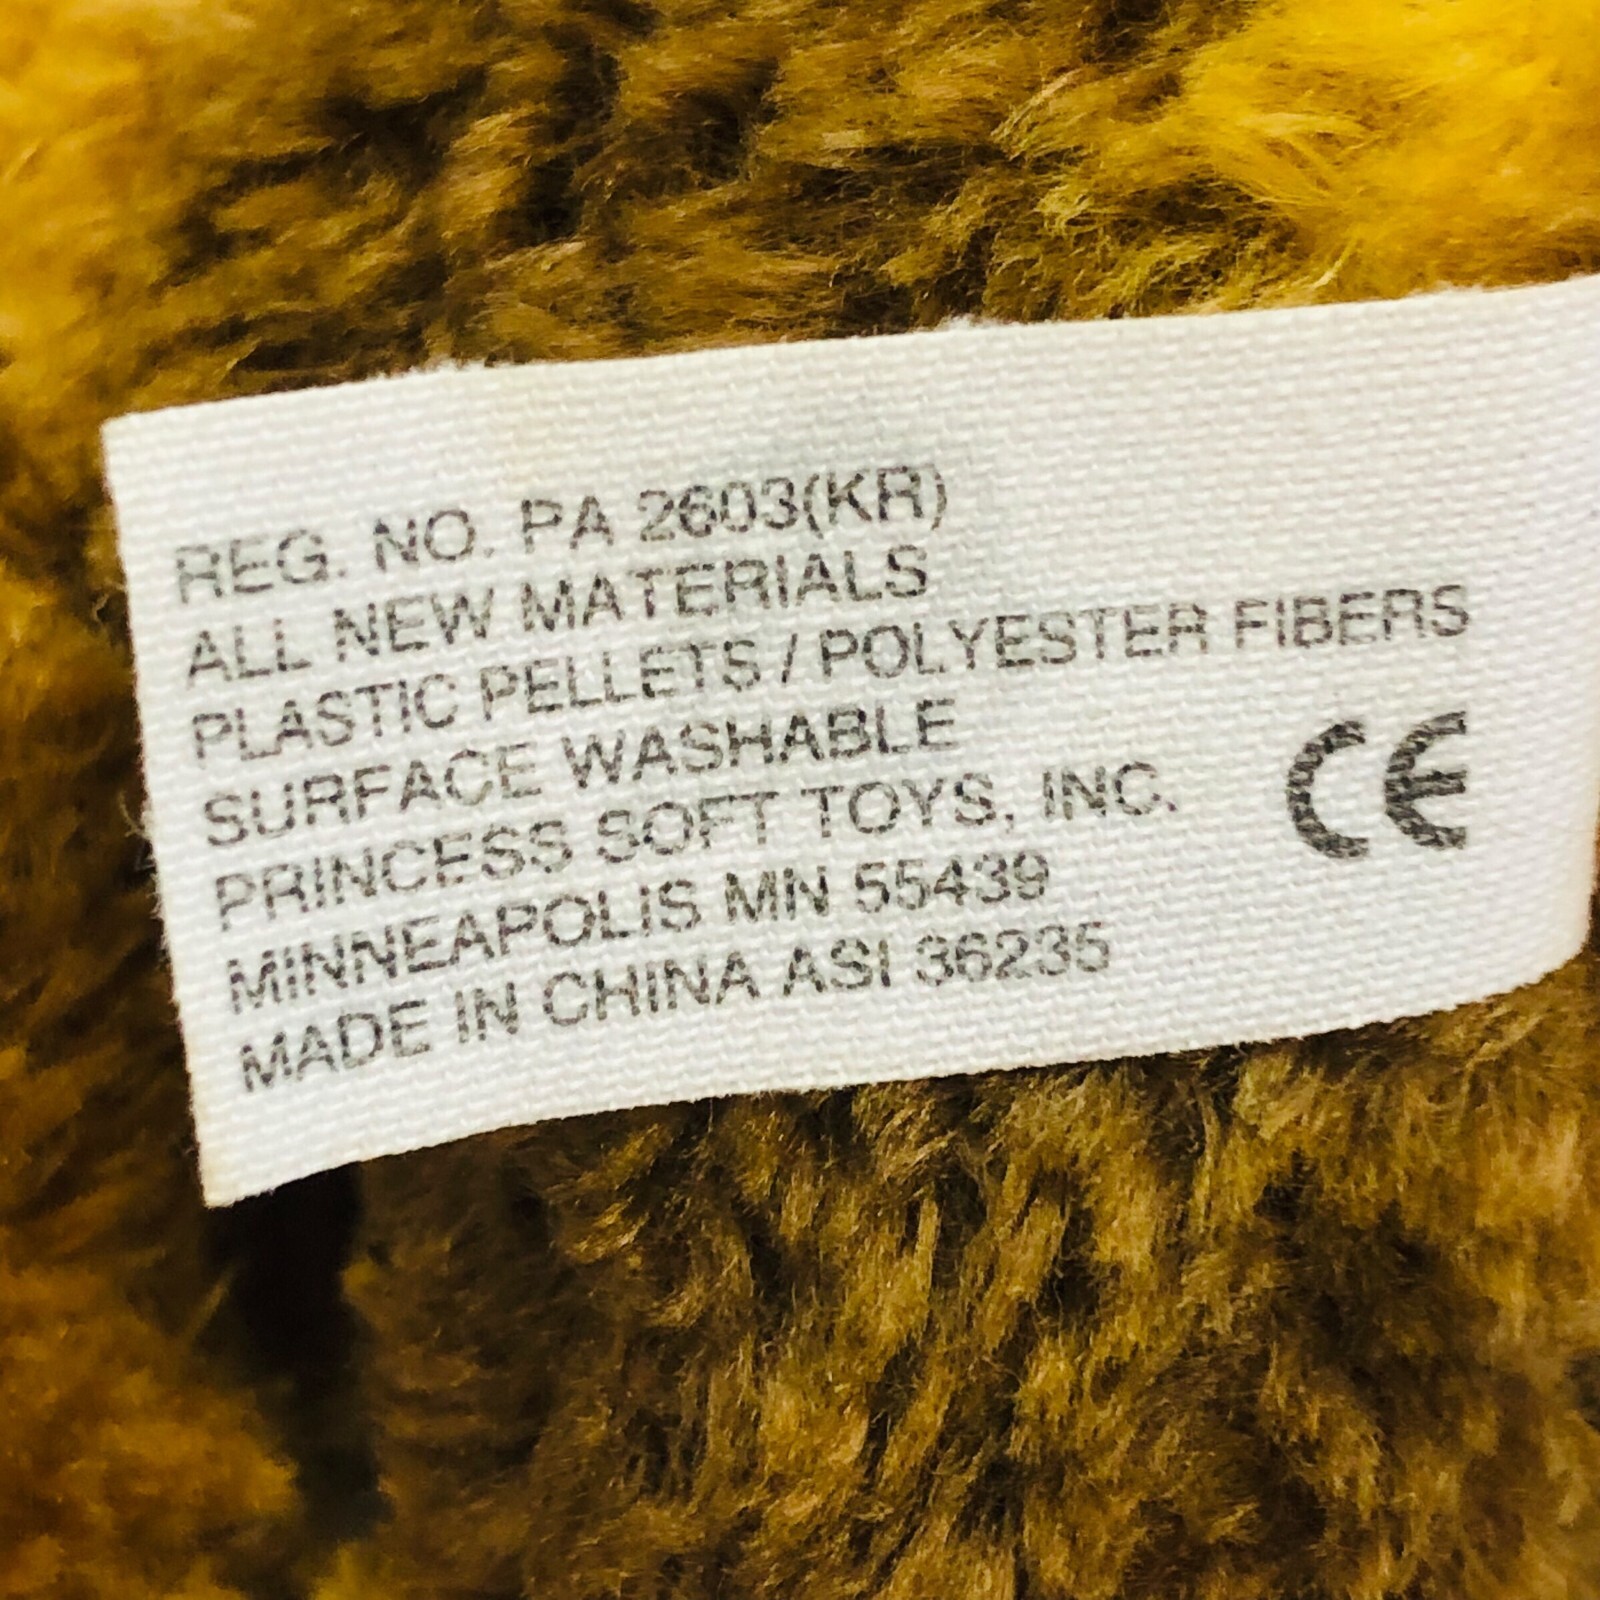 REG. NO. PA 2603(KR)
ALL NEW MATERIALS
PLASTIC PELLETS / POLYESTER FIBERS
SURFACE WASHABLE
PRINCESS SOFT TOYS, INC.
CE
MINNEAPOLIS MN 55439
MADE IN CHINA ASI 36235